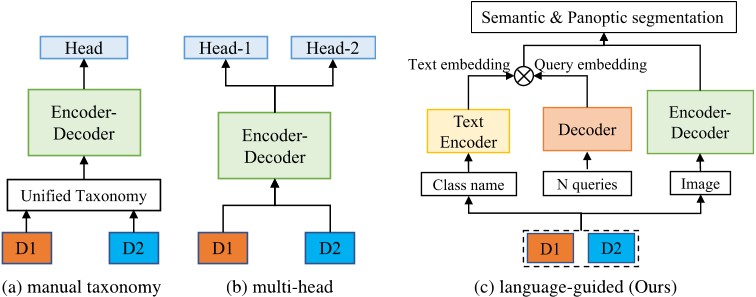 Head
Encoder-
Decoder
Unified Taxonomy
D1
D2
(a) manual taxonomy
Head-1
Head-2
Encoder-
Decoder
D1
D2
(b) multi-head
Semantic & Panoptic segmentation
Text embedding
Query embedding
Text
Encoder
Decoder
Encoder-
Decoder
Class name
N queries
Image
D1
D2
(c) language-guided (Ours)